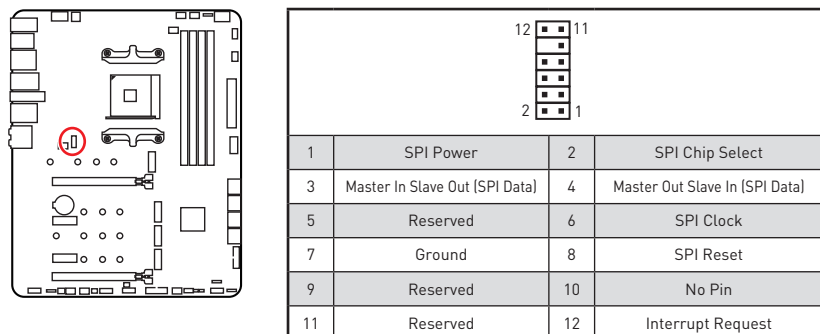 12 11
2 1
1 SPI Power 2 SPI Chip Select
3 Master In Slave Out (SPI Data) 4 Master Out Slave In (SPI Data)
5 Reserved 6 SPI Clock
7 Ground 8 SPI Reset
9 Reserved 10 No Pin
11 Reserved 12 Interrupt Request